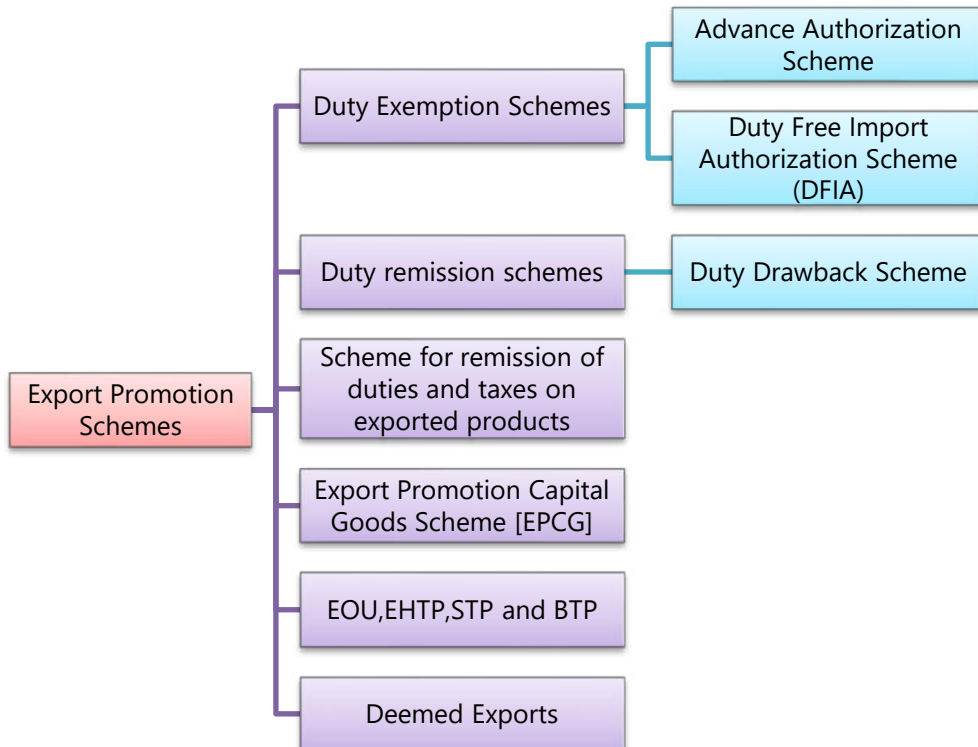 Export Promotion
Schemes
Duty Exemption Schemes
Advance Authorization
Scheme
Duty Free Import
Authorization Scheme
(DFIA)
Duty remission schemes
Duty Drawback Scheme
Scheme for remission of
duties and taxes on
exported products
Export Promotion Capital
Goods Scheme [EPCG]
EOU,EHTP,STP and BTP
Deemed Exports